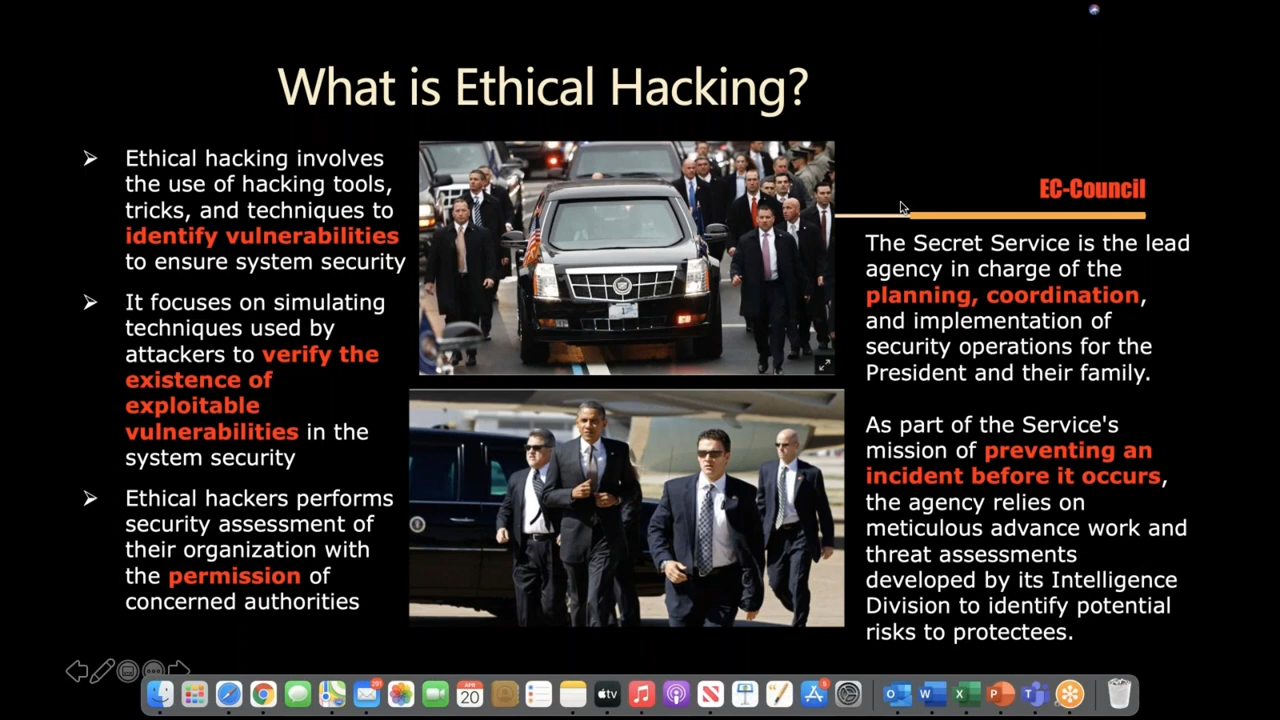 What is Ethical Hacking?
Ethical hacking involves
the use of hacking tools,
tricks, and techniques to
identify vulnerabilities
to ensure system security
It focuses on simulating
techniques used by
attackers to verify the
existence of
exploitable
vulnerabilities in the
system security
Ethical hackers performs
security assessment of
their organization with
the permission of
concerned authorities
EC-Council
The Secret Service is the lead
agency in charge of the
planning, coordination,
and implementation of
security operations for the
President and their family.
As part of the Service's
mission of preventing an
incident before it occurs,
the agency relies on
meticulous advance work and
threat assessments
developed by its Intelligence
Division to identify potential
risks to protectees.
APR
20
tv